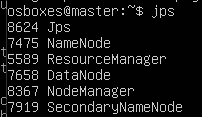 osboxes@master:~$ jps
8624 Jps
7475 NameNode
5589 ResourceManager
7658 DataNode
8367 NodeManager
7919 SecondaryNameNode